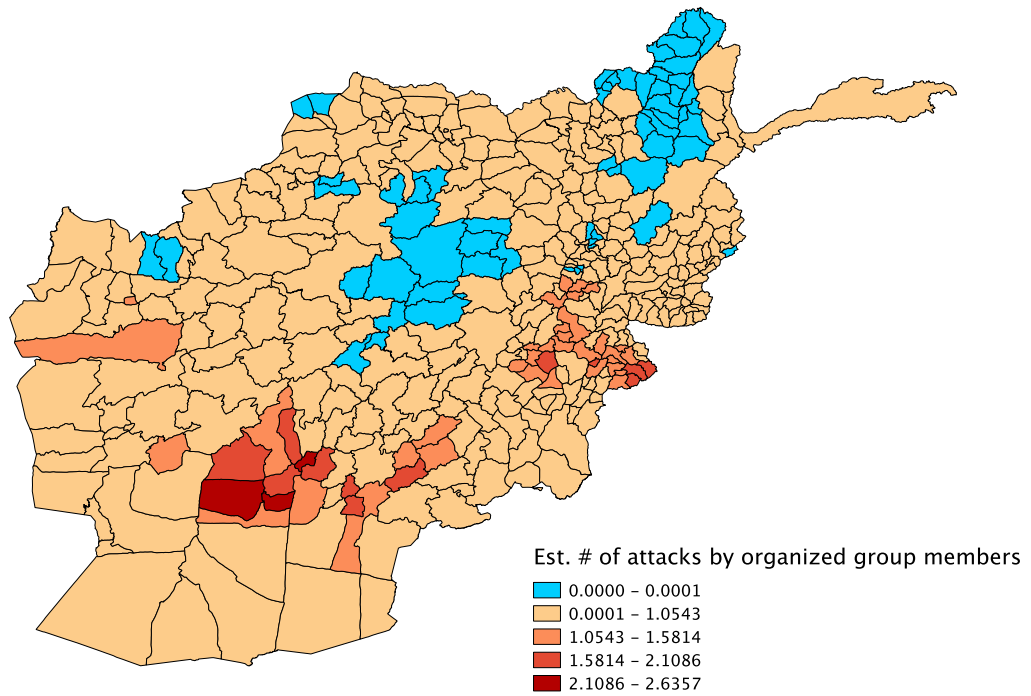 Est. # of attacks by organized group members
0.0000 – 0.0001
0.0001 – 1.0543
1.0543 – 1.5814
1.5814 – 2.1086
2.1086 – 2.6357